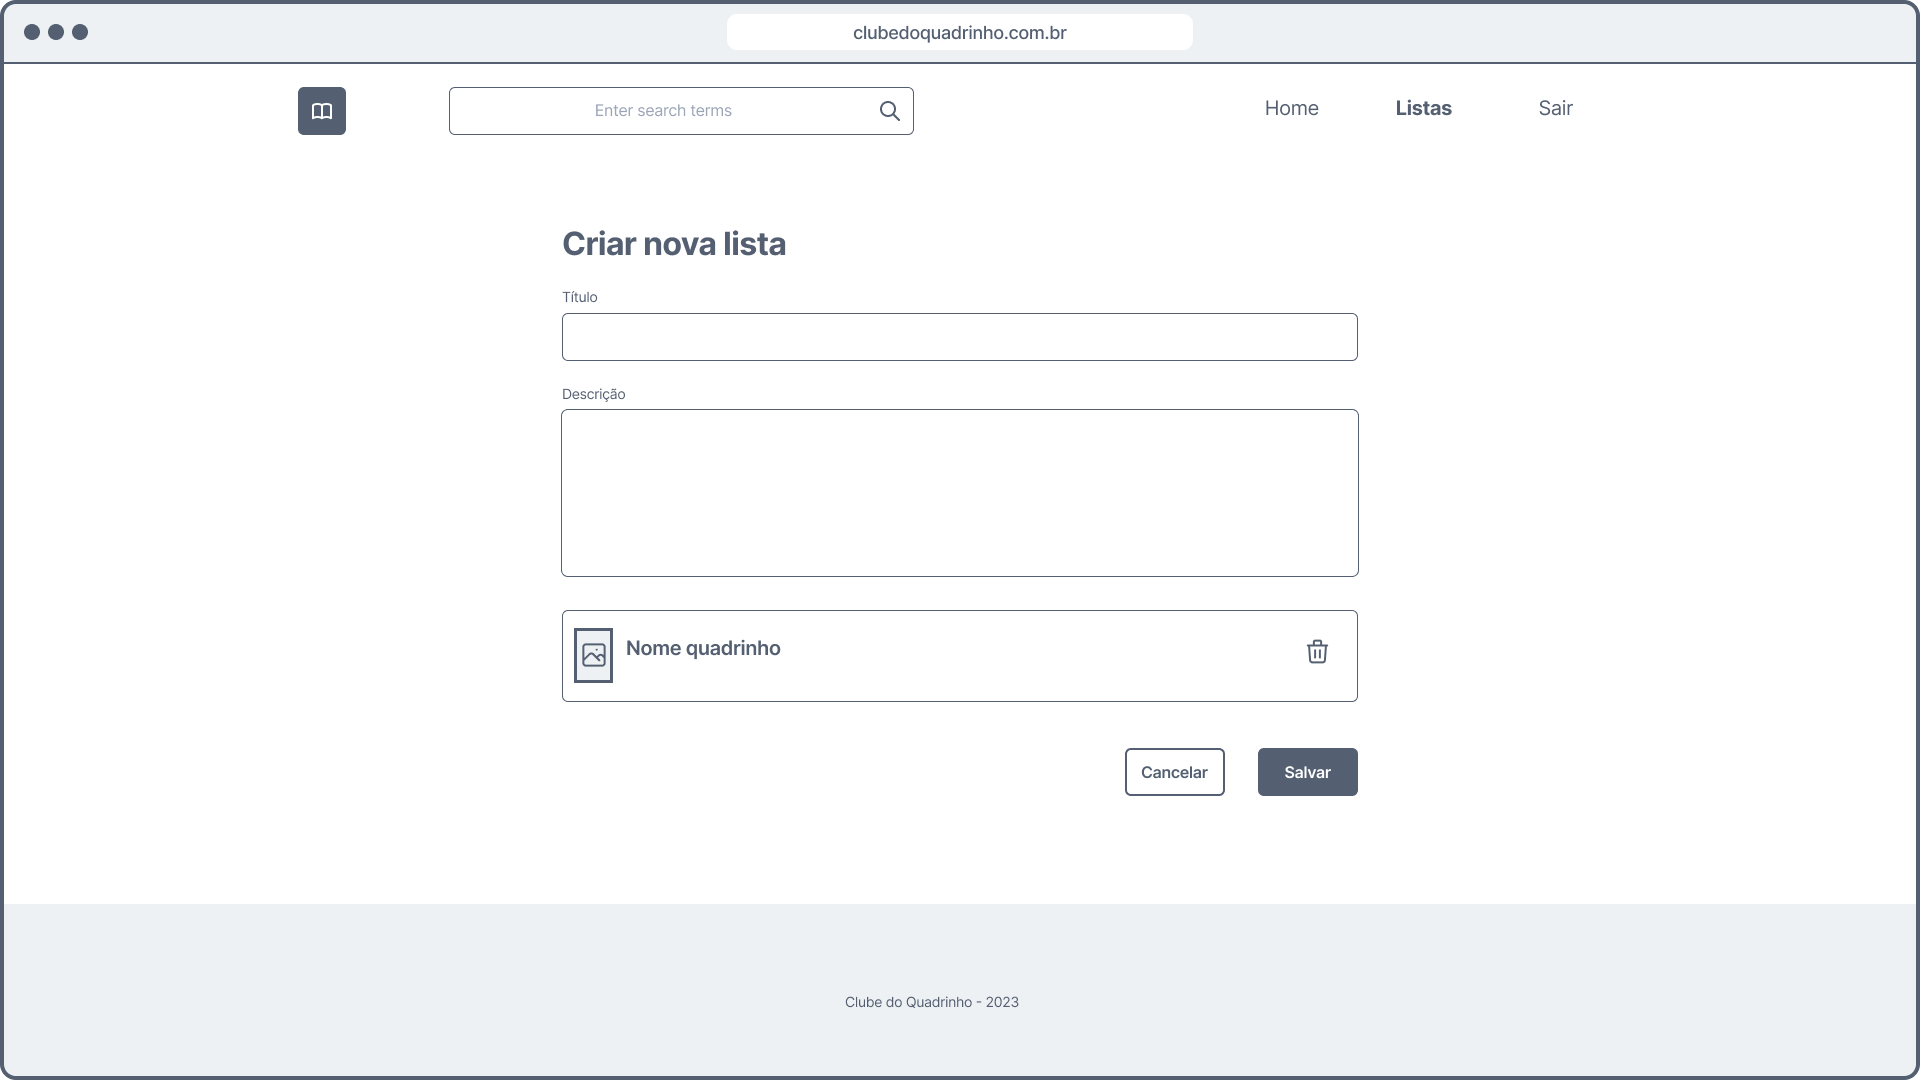 clubedoquadrinho.com.br
Enter search terms
Home
Listas
Sair
Criar nova lista
Título
Descrição
Nome quadrinho
Cancelar
Salvar
Clube do Quadrinho - 2023